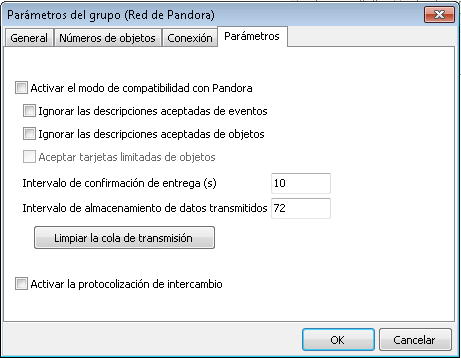 Parámetros del grupo (Red de Pandora)
General Números de objetos Conexión Parámetros
Activar el modo de compatibilidad con Pandora
Ignorar las descripciones aceptadas de eventos
Ignorar las descripciones aceptadas de objetos
Aceptar tarjetas limitadas de objetos
Intervalo de confirmación de entrega (s) 10
Intervalo de almacenamiento de datos transmitidos 72
Limpiar la cola de transmisión
Activar la protocolización de intercambio
OK Cancelar